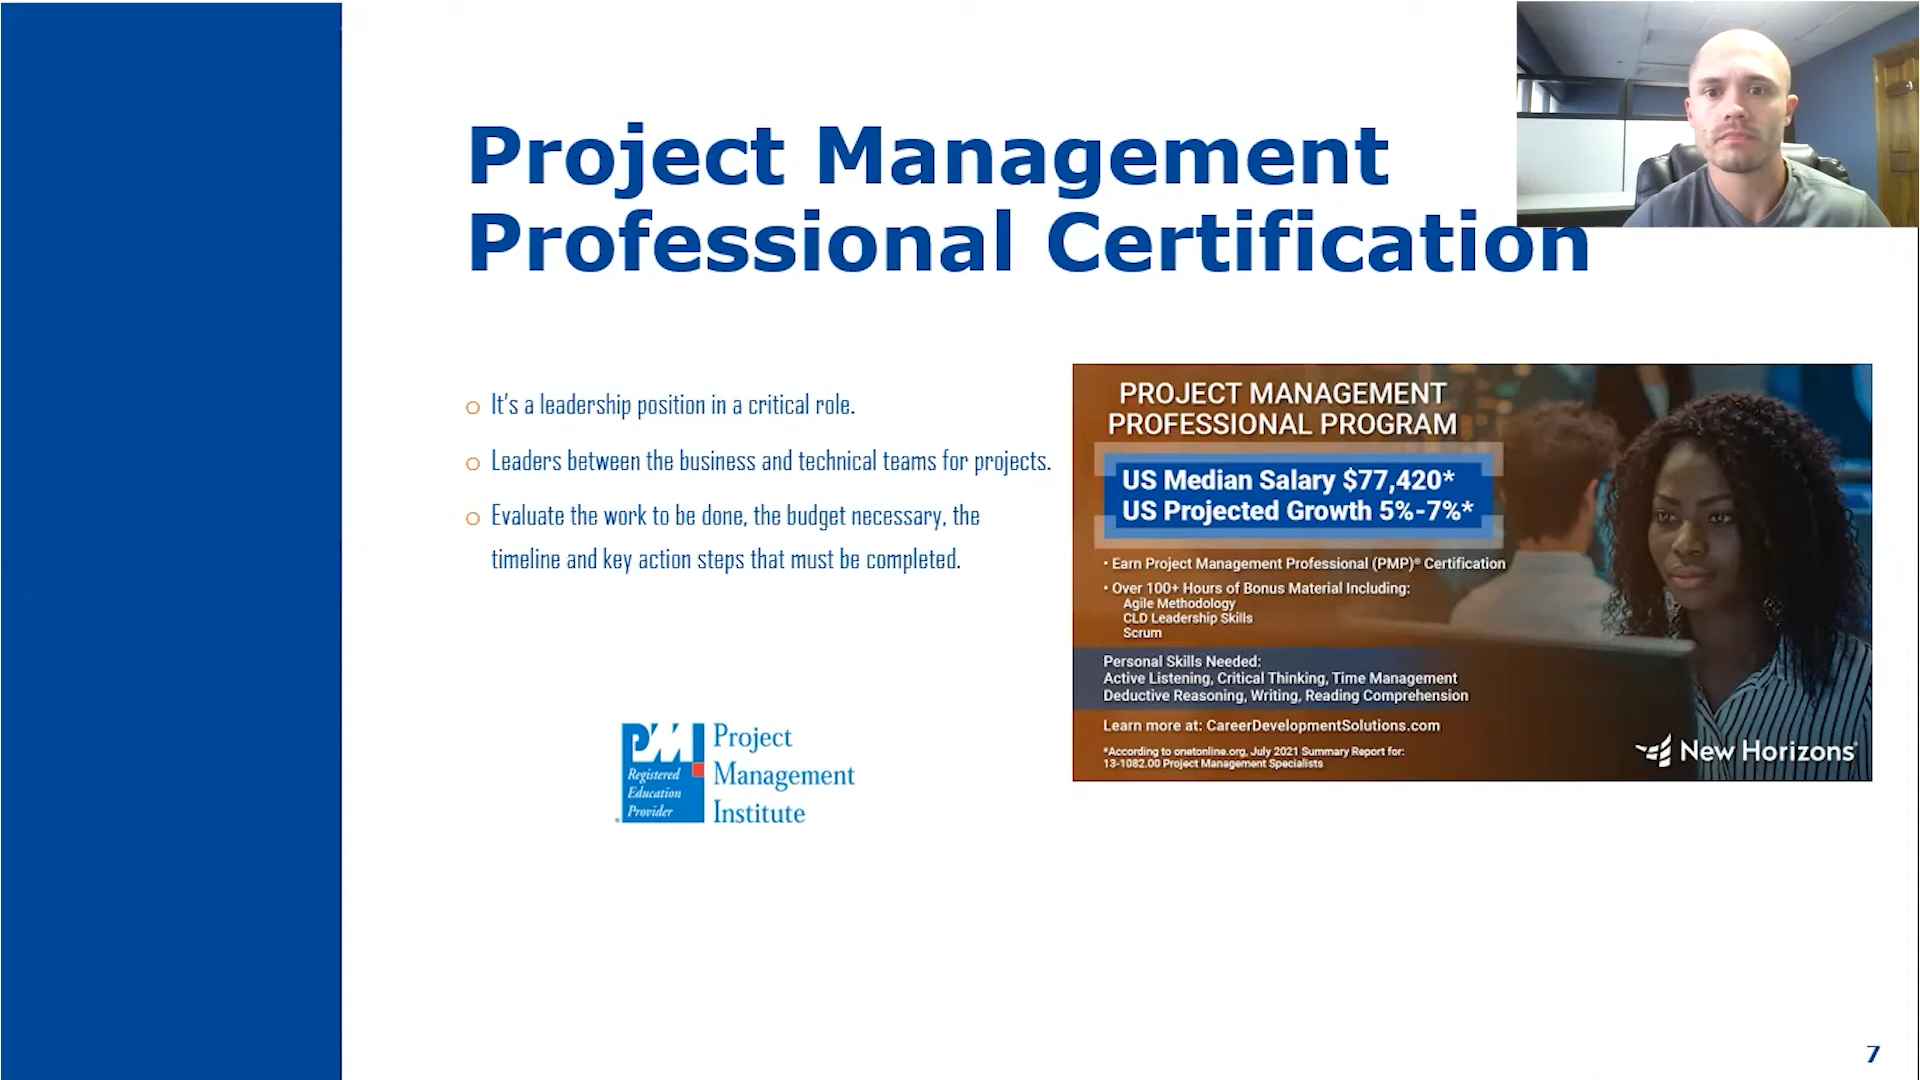 Project Management
Professional Certification
o It's a leadership position in a critical role.
o Leaders between the business and technical teams for projects.
o Evaluate the work to be done, the budget necessary, the
timeline and key action steps that must be completed.
PMI
Registered
Education
Provider
®
Project
Management
Institute
PROJECT MANAGEMENT
PROFESSIONAL PROGRAM
US Median Salary $77,420*
US Projected Growth 5%-7%*
• Earn Project Management Professional (PMP)® Certification
• Over 100+ Hours of Bonus Material Including:
Agile Methodology
CLD Leadership Skills
Scrum
Personal Skills Needed:
Active Listening, Critical Thinking, Time Management
Deductive Reasoning, Writing, Reading Comprehension
Learn more at: CareerDevelopmentSolutions.com
*According to onetonline.org, July 2021 Summary Report for:
13-1082.00 Project Management Specialists
New Horizons®
7